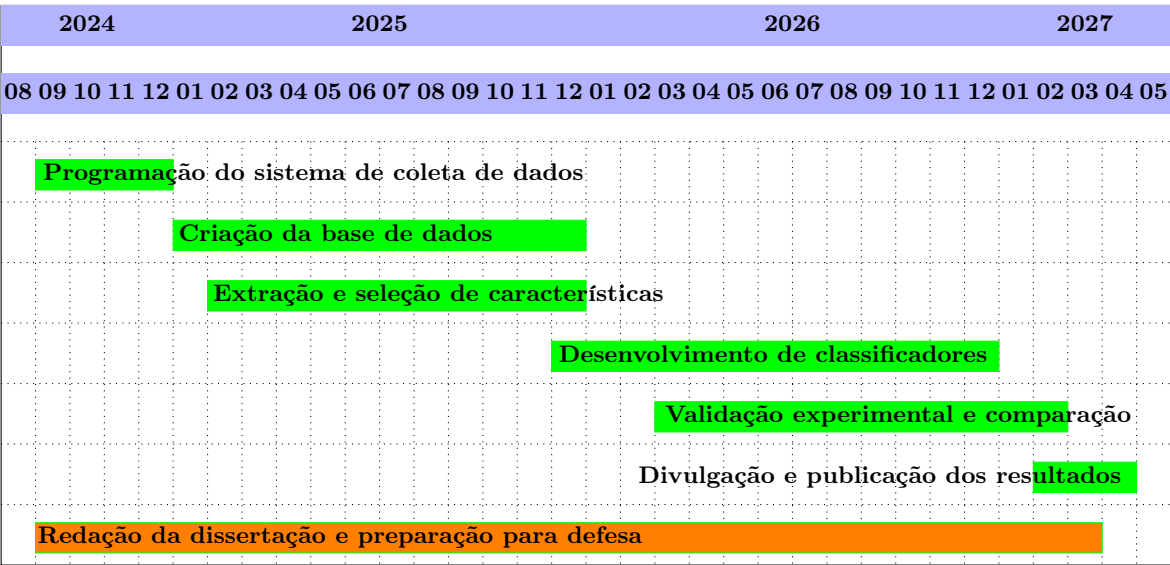 2024 2025 2026 2027
08 09 10 11 12 01 02 03 04 05 06 07 08 09 10 11 12 01 02 03 04 05 06 07 08 09 10 11 12 01 02 03 04 05
Programação do sistema de coleta de dados
Criação da base de dados
Extração e seleção de características
Desenvolvimento de classificadores
Validação experimental e comparação
Divulgação e publicação dos resultados
Redação da dissertação e preparação para defesa